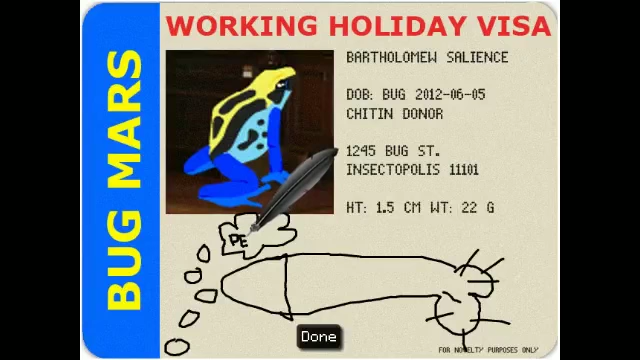 WORKING HOLIDAY VISA
BUG MARS
BARTHOLOMEW SALIENCE
DOB: BUG 2012-06-05
CHITIN DONOR
1245 BUG ST.
INSECTOPOLIS 11101
HT: 1.5 CM WT: 22 G
PE
Done
FOR NOVELTY PURPOSES ONLY